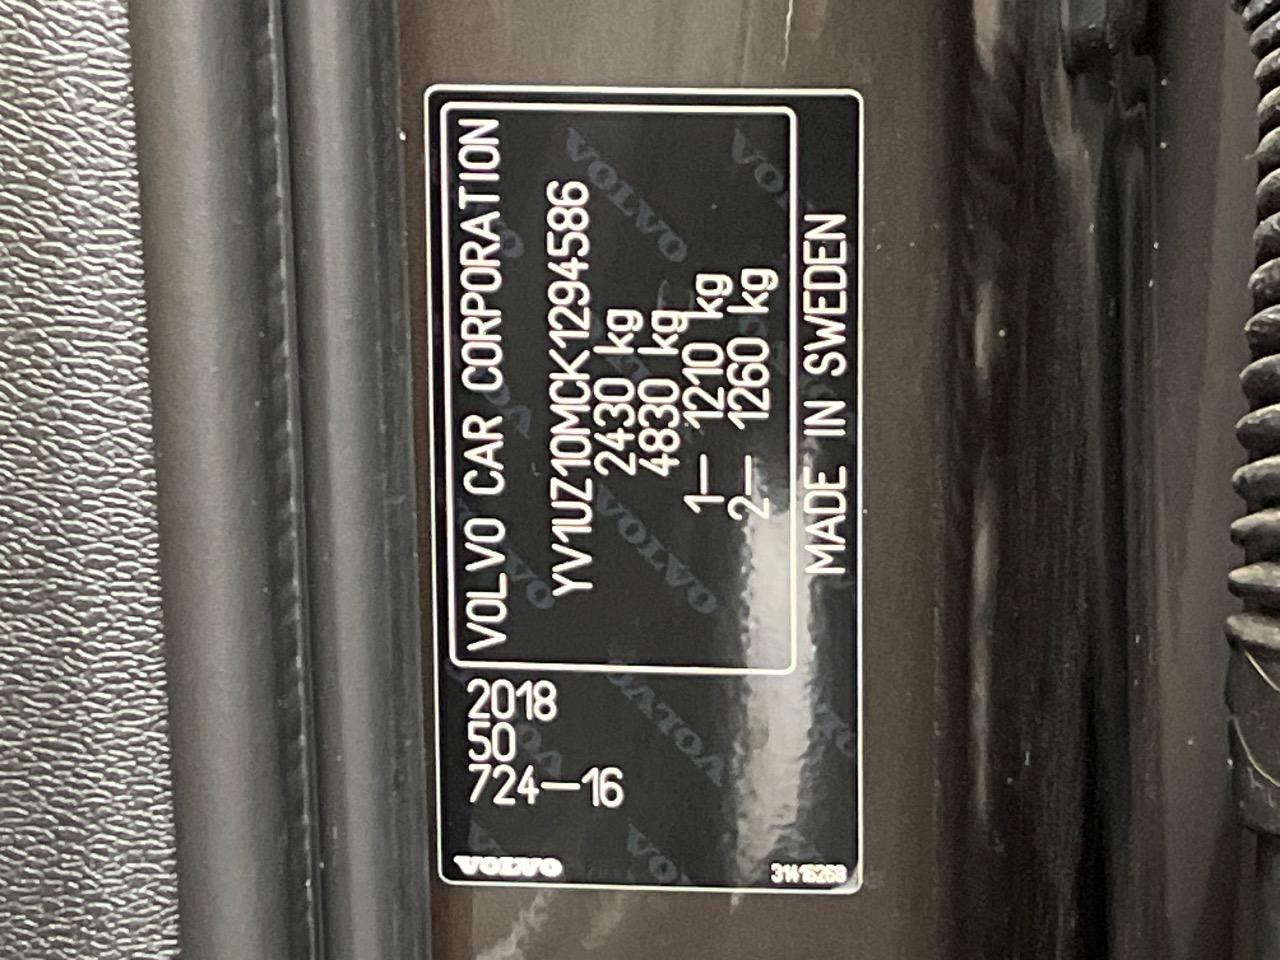 VOLVO CAR CORPORATION
YV1UZ10MCK1294586
2430 kg
4830 kg
1— 1210 kg
2— 1260 kg
MADE IN SWEDEN
2018
50
724—16
VOLVO
31415268